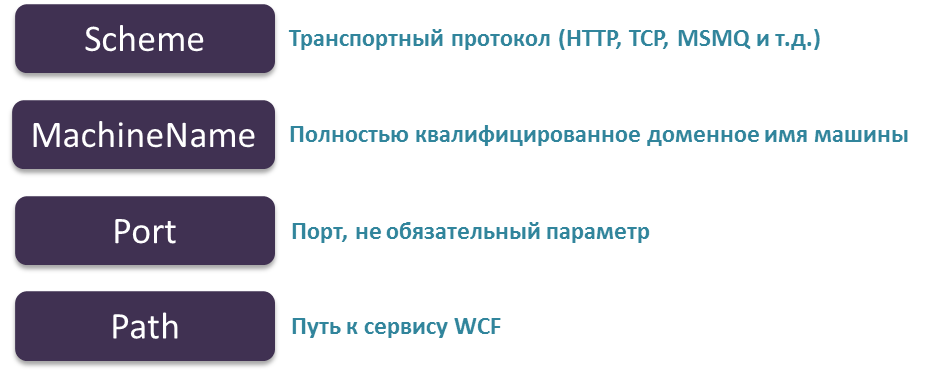 Scheme
Транспортный протокол (HTTP, TCP, MSMQ и т.д.)
MachineName
Полностью квалифицированное доменное имя машины
Port
Порт, не обязательный параметр
Path
Путь к сервису WCF